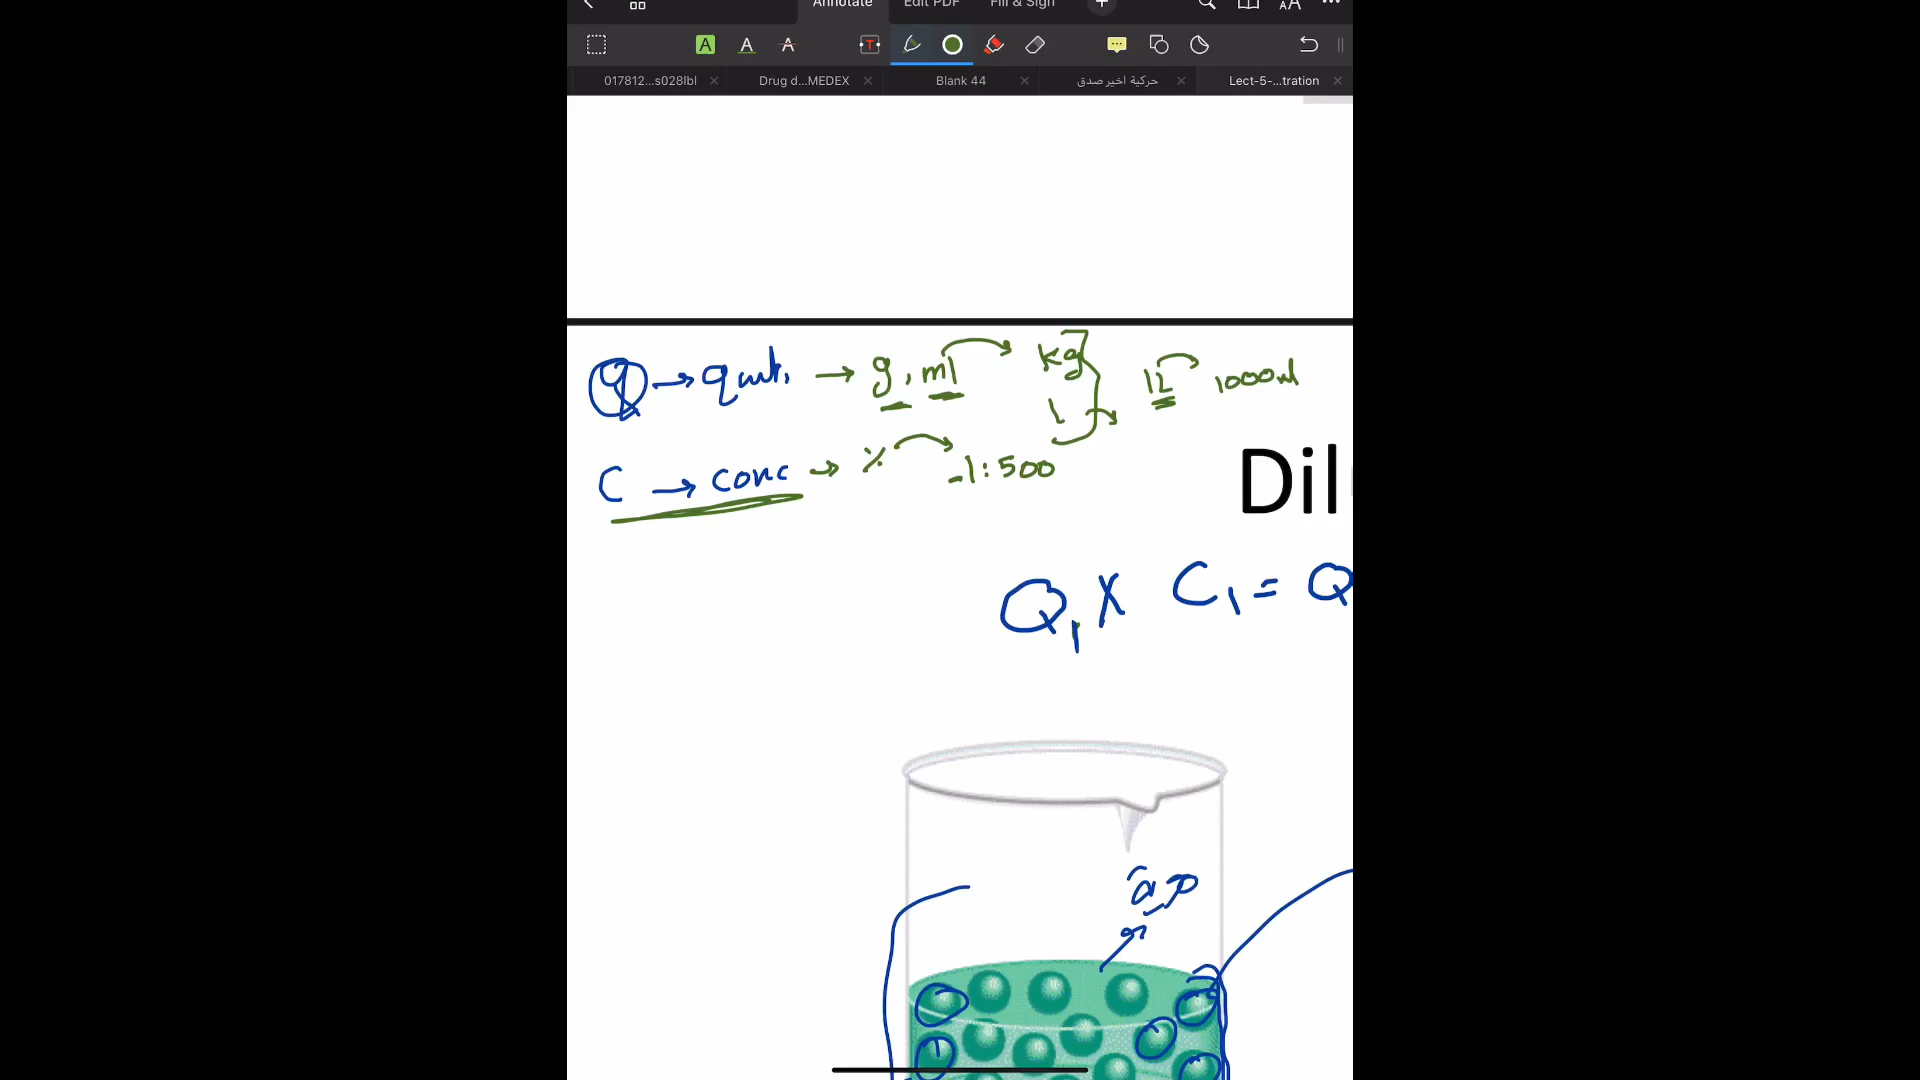 Annotate Edit PDF Fill & Sign
017812...s028lbl Drug d...MEDEX Blank 44 حركية اخير صدق Lect-5-...tration
Q → → g, ml kg 1L 1000ml
L
C → conc → % 1:500
Dil
Q₁ X C₁ = Q